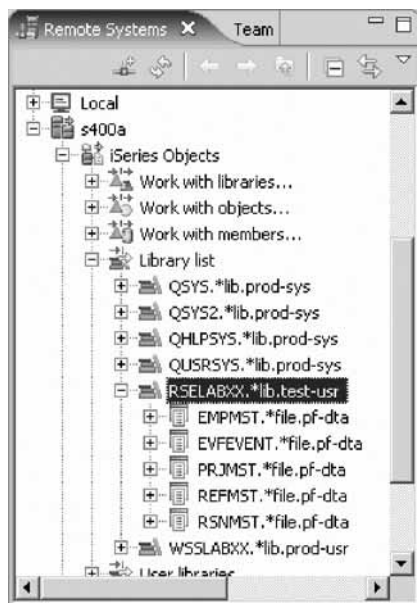 Remote Systems Team
Local
s400a
iSeries Objects
Work with libraries...
Work with objects...
Work with members...
Library list
QSYS.*lib.prod-sys
QSYS2.*lib.prod-sys
QHLPSYS.*lib.prod-sys
QUSRSYS.*lib.prod-sys
RSELABXX.*lib.test-usr
EMPMST.*file.pf-dta
EVFEVENT.*file.pf-dta
PRJMST.*file.pf-dta
REFMST.*file.pf-dta
RSNMST.*file.pf-dta
WSSLABXX.*lib.prod-usr
User libraries